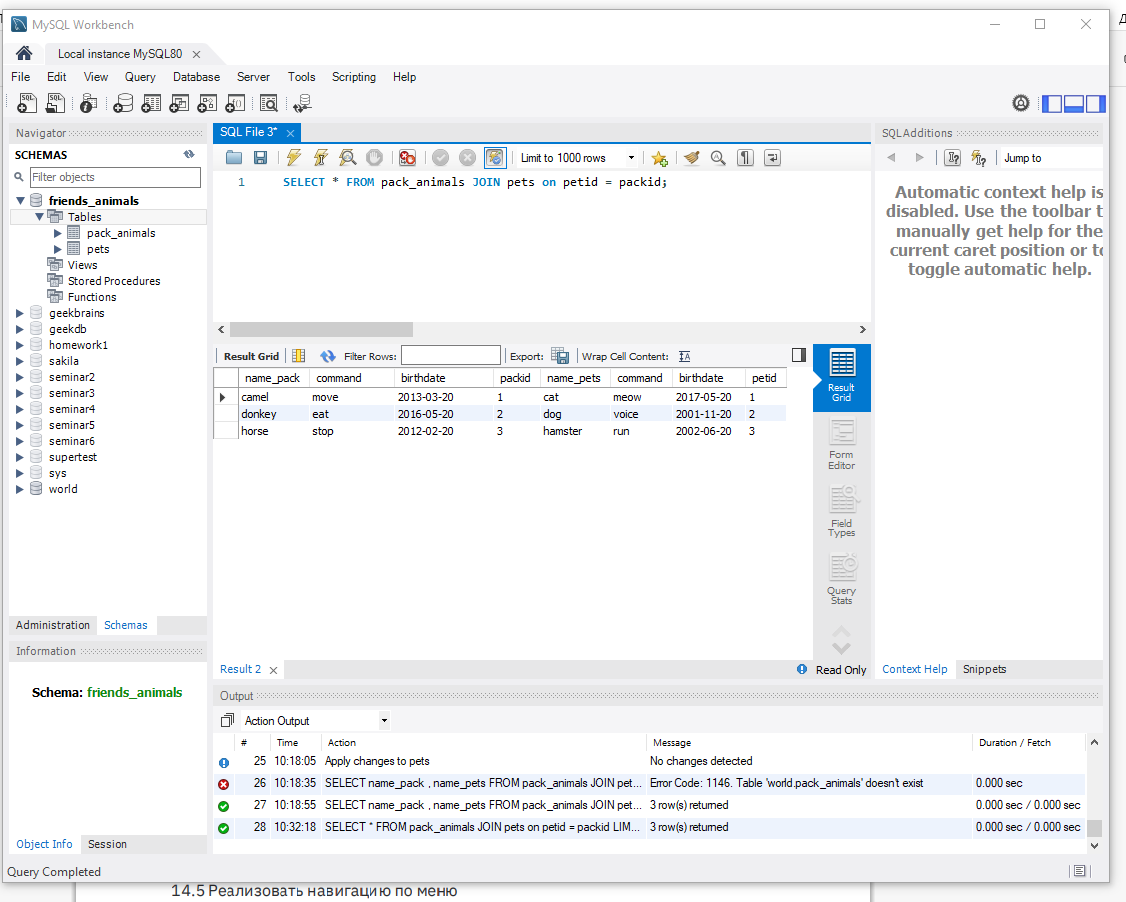 MySQL Workbench
Local instance MySQL80
File Edit View Query Database Server Tools Scripting Help
Navigator
SCHEMAS
Filter objects
friends_animals
Tables
pack_animals
pets
Views
Stored Procedures
Functions
geekbrains
geekdb
homework1
sakila
seminar2
seminar3
seminar4
seminar5
seminar6
supertest
sys
world
Administration Schemas
Information
Schema: friends_animals
Object Info Session
SQL File 3*
Limit to 1000 rows
1 SELECT * FROM pack_animals JOIN pets on petid = packid;
Result Grid Filter Rows: Export: Wrap Cell Content:
name_pack command birthdate packid name_pets command birthdate petid
camel move 2013-03-20 1 cat meow 2017-05-20 1
donkey eat 2016-05-20 2 dog voice 2001-11-20 2
horse stop 2012-02-20 3 hamster run 2002-06-20 3
Result
Grid
Form
Editor
Field
Types
Query
Stats
Result 2 Read Only
SQLAdditions
Jump to
Automatic context help is
disabled. Use the toolbar t
manually get help for the
current caret position or to
toggle automatic help.
Context Help Snippets
Output
Action Output
# Time Action Message Duration / Fetch
25 10:18:05 Apply changes to pets No changes detected
26 10:18:35 SELECT name_pack , name_pets FROM pack_animals JOIN pet... Error Code: 1146. Table 'world.pack_animals' doesn't exist 0.000 sec
27 10:18:55 SELECT name_pack , name_pets FROM pack_animals JOIN pet... 3 row(s) returned 0.000 sec / 0.000 sec
28 10:32:18 SELECT * FROM pack_animals JOIN pets on petid = packid LIM... 3 row(s) returned 0.000 sec / 0.000 sec
Query Completed
14.5 Реализовать навигацию по меню